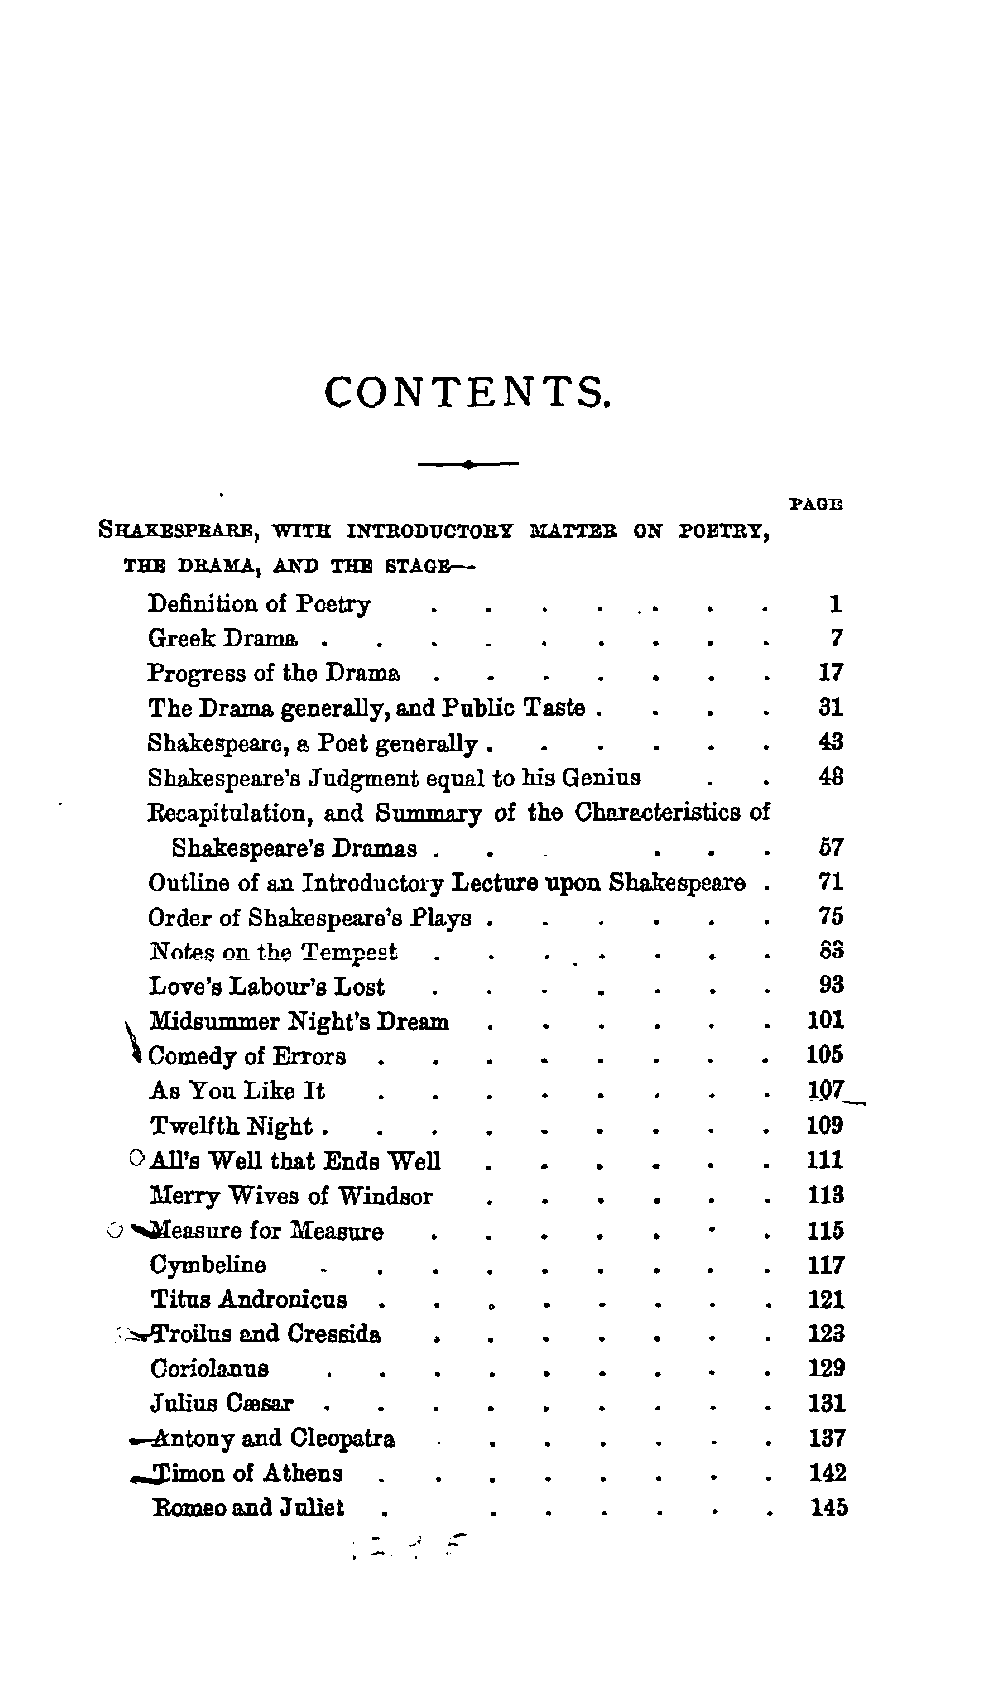 CONTENTS.
PAGE
SHAKESPEARE, WITH INTRODUCTORY MATTER ON POETRY,
THE DRAMA, AND THE STAGE—
Definition of Poetry . . . . . . . 1
Greek Drama . . . . . . . . . 7
Progress of the Drama . . . . . . . 17
The Drama generally, and Public Taste . . . . 31
Shakespeare, a Poet generally . . . . . . 43
Shakespeare's Judgment equal to his Genius . . 48
Recapitulation, and Summary of the Characteristics of
Shakespeare's Dramas . . . . . . 57
Outline of an Introductory Lecture upon Shakespeare . 71
Order of Shakespeare's Plays . . . . . . 75
Notes on the Tempest . . . . . . . 83
Love's Labour's Lost . . . . . . . 93
Midsummer Night's Dream . . . . . . 101
Comedy of Errors . . . . . . . . 105
As You Like It . . . . . . . . 107
Twelfth Night . . . . . . . . . 109
All's Well that Ends Well . . . . . . 111
Merry Wives of Windsor . . . . . . 113
Measure for Measure . . . . . . . 115
Cymbeline . . . . . . . . . 117
Titus Andronicus . . . . . . . . 121
Troilus and Cressida . . . . . . . 123
Coriolanus . . . . . . . . . 129
Julius Cæsar . . . . . . . . . 131
Antony and Cleopatra . . . . . . . 137
Timon of Athens . . . . . . . . 142
Romeo and Juliet . . . . . . . 145